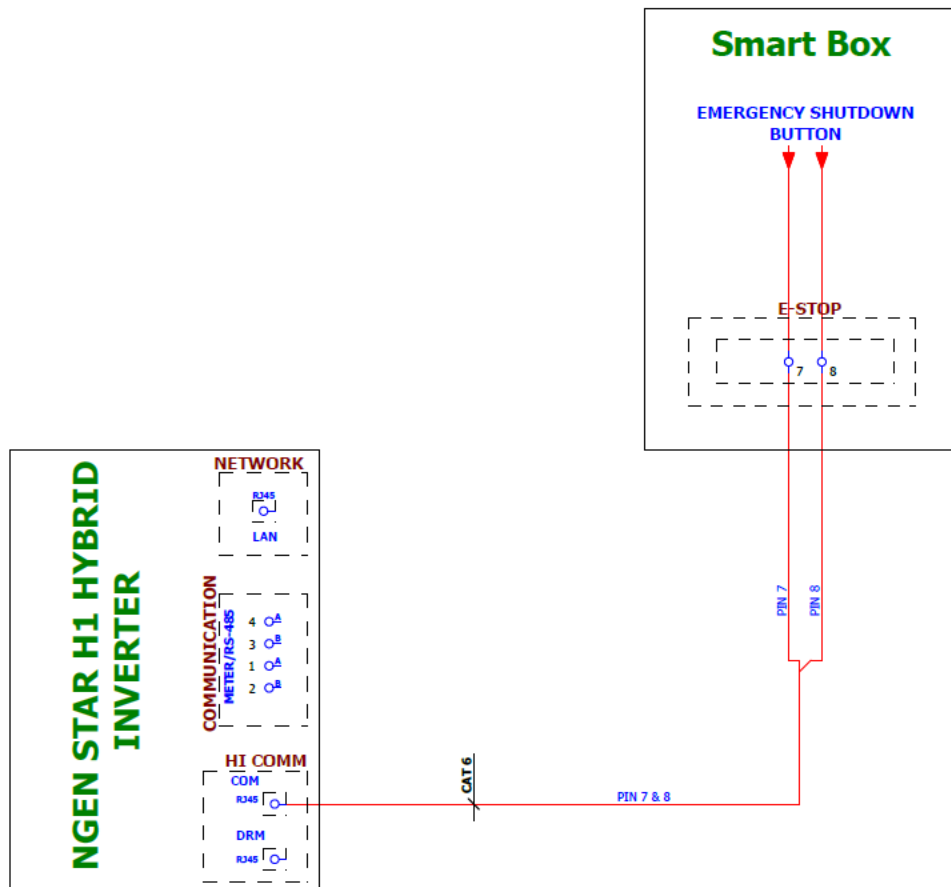 Smart Box
EMERGENCY SHUTDOWN
BUTTON
E-STOP
7
8
PIN 7
PIN 8
NGEN STAR H1 HYBRID
INVERTER
NETWORK
RJ45
LAN
COMMUNICATION
METER/RS-485
4 A
3 B
1 A
2 B
HI COMM
COM
RJ45
DRM
RJ45
CAT 6
PIN 7 & 8